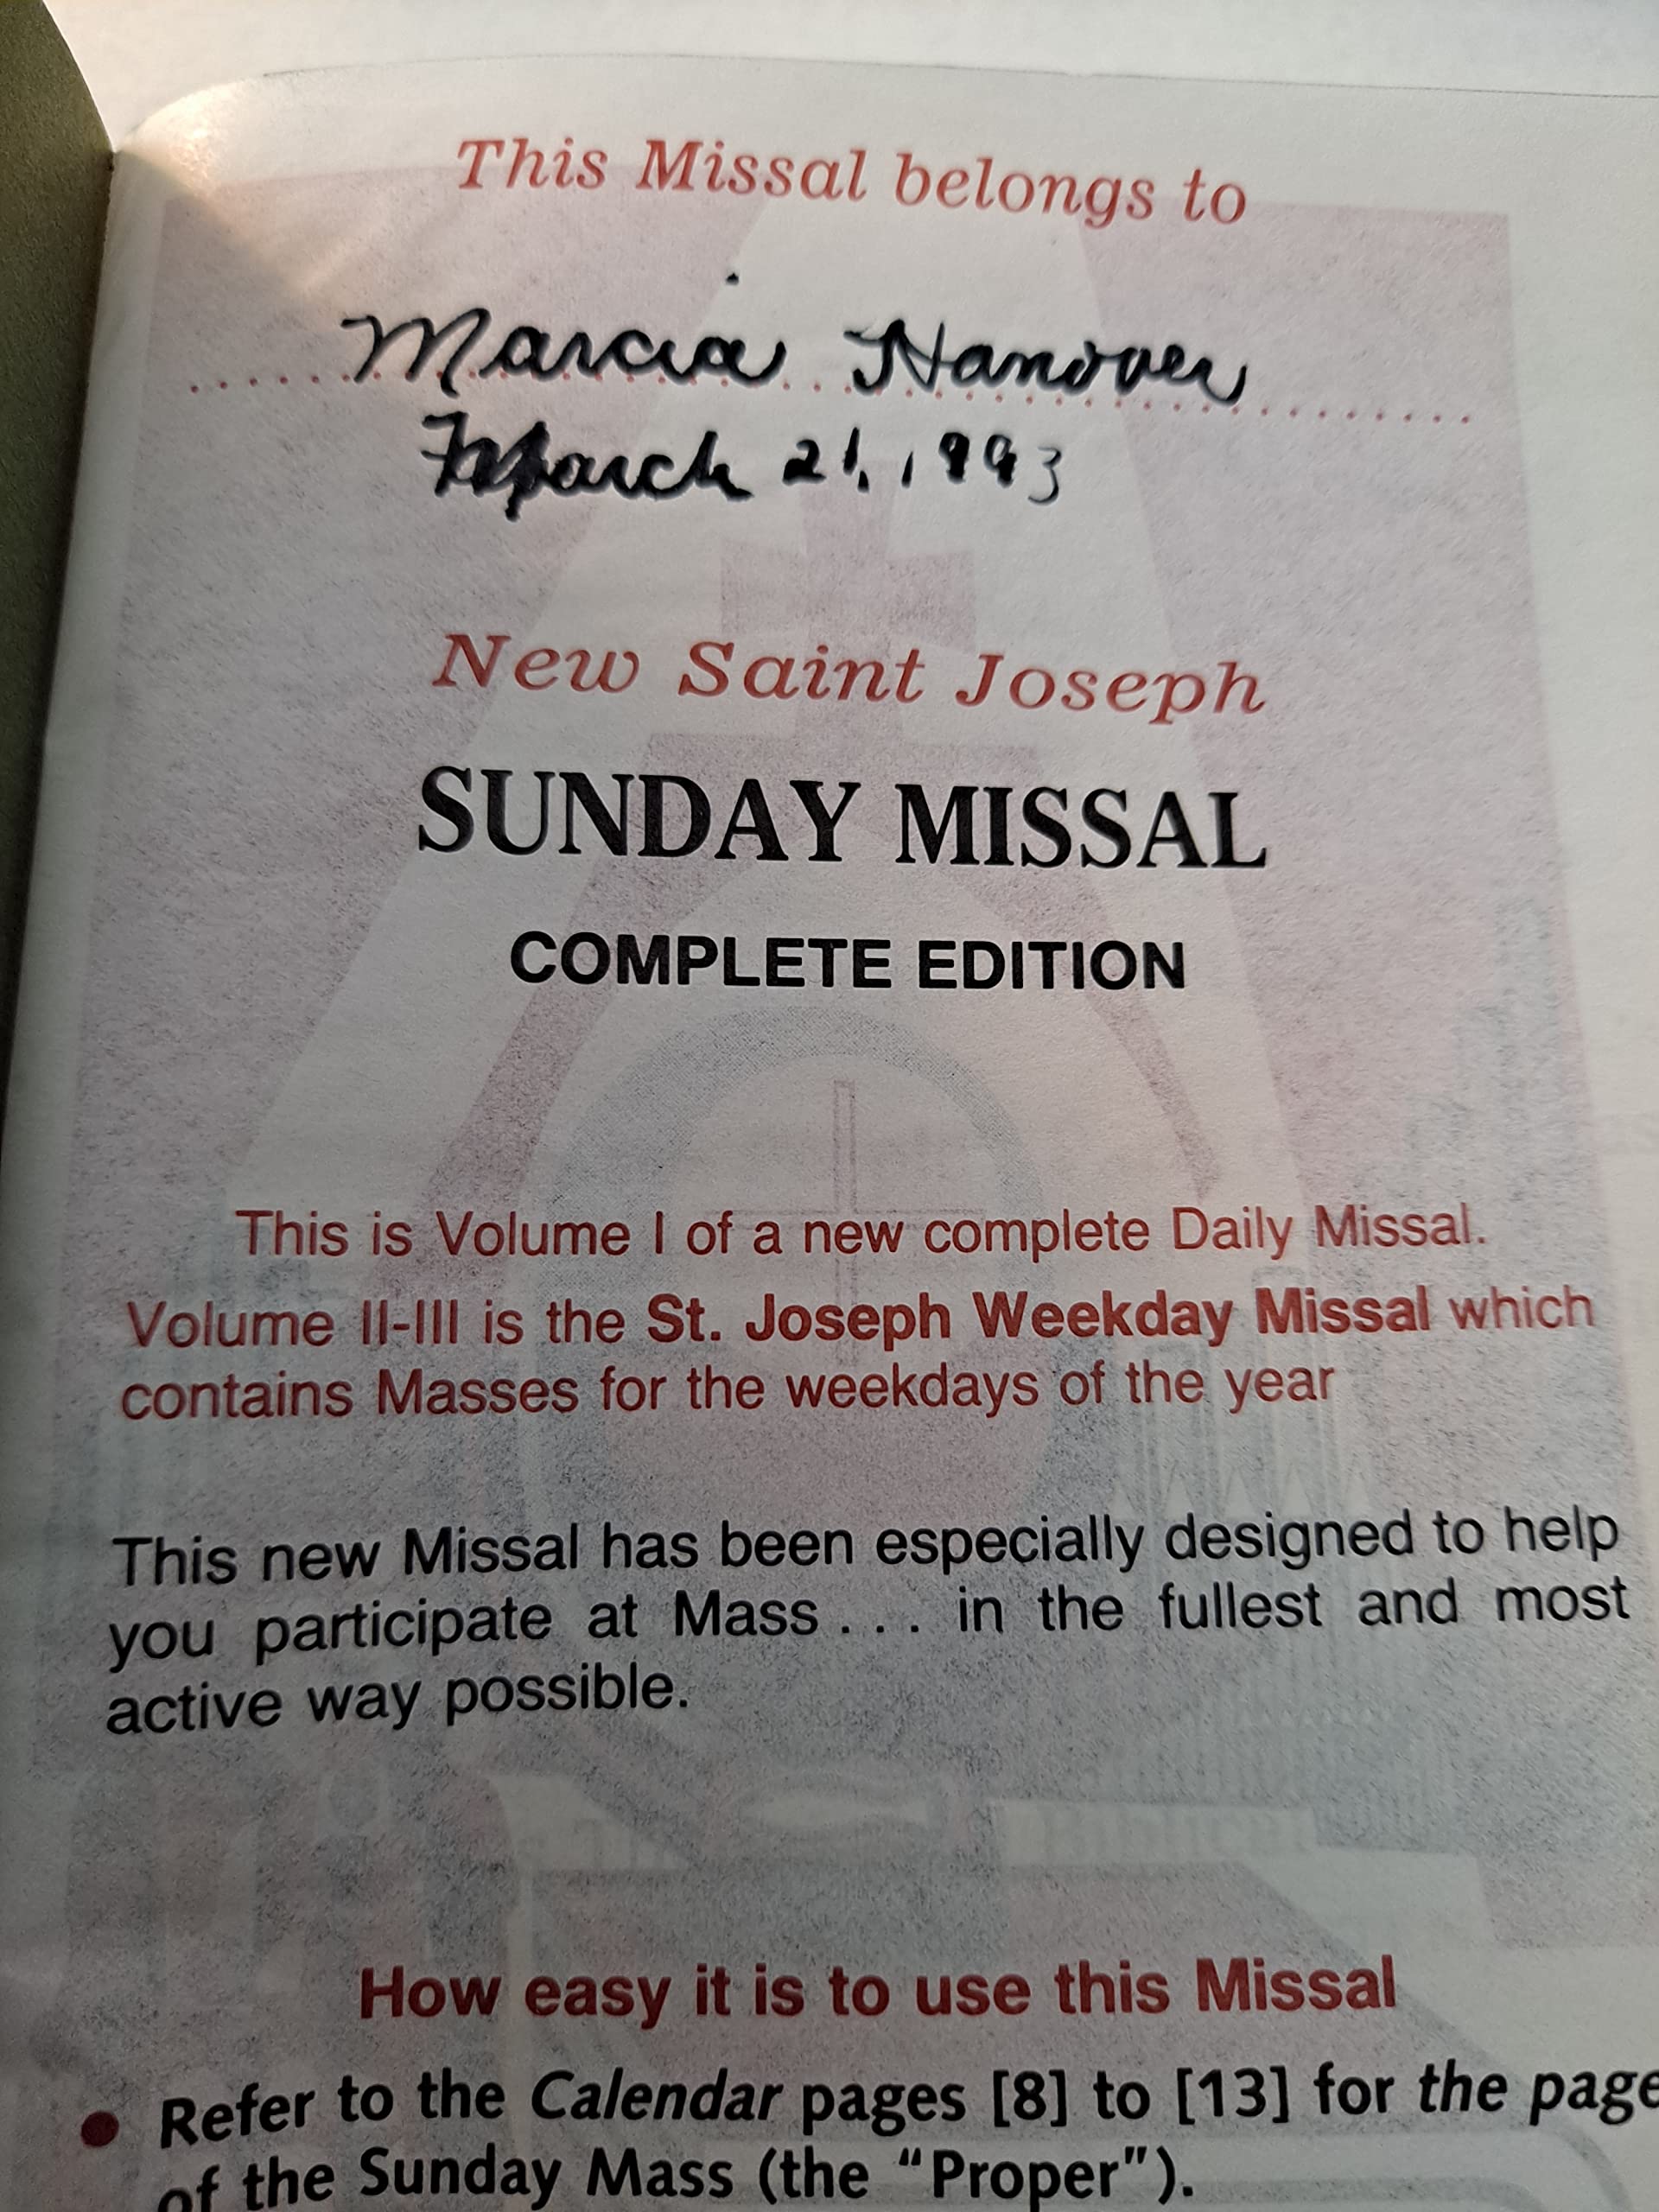 This Missal belongs to
Marcia Hanover
March 21, 1993
New Saint Joseph
SUNDAY MISSAL
COMPLETE EDITION
This is Volume I of a new complete Daily Missal.
Volume II-III is the St. Joseph Weekday Missal which
contains Masses for the weekdays of the year
This new Missal has been especially designed to help
you participate at Mass . . . in the fullest and most
active way possible.
How easy it is to use this Missal
● Refer to the Calendar pages [8] to [13] for the page
of the Sunday Mass (the “Proper”).